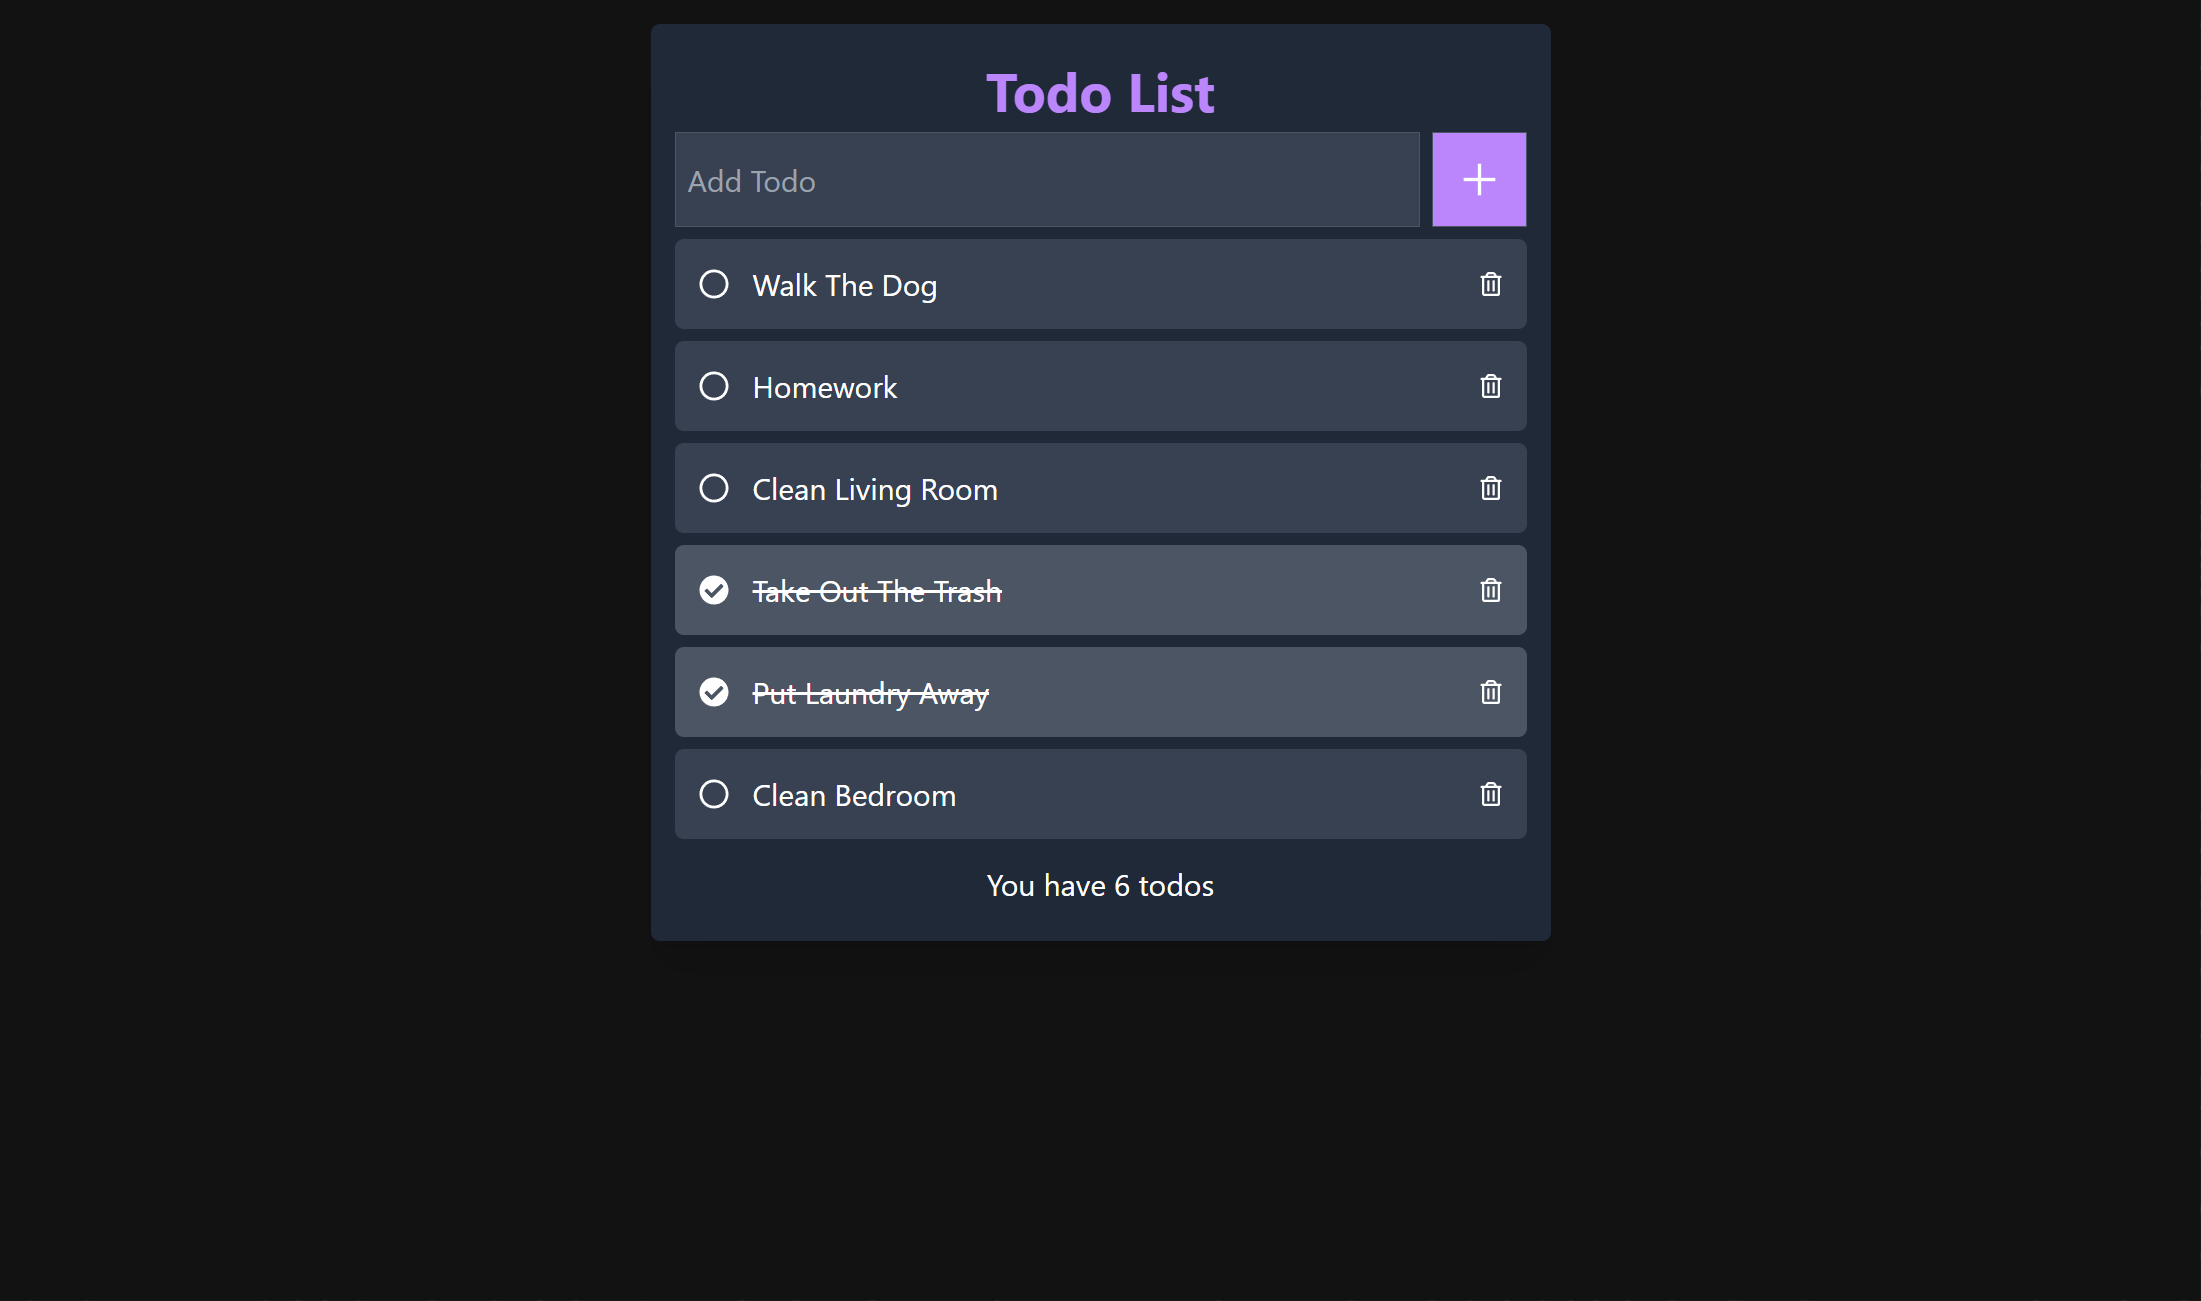 Todo List
Add Todo
Walk The Dog
Homework
Clean Living Room
Take Out The Trash
Put Laundry Away
Clean Bedroom
You have 6 todos